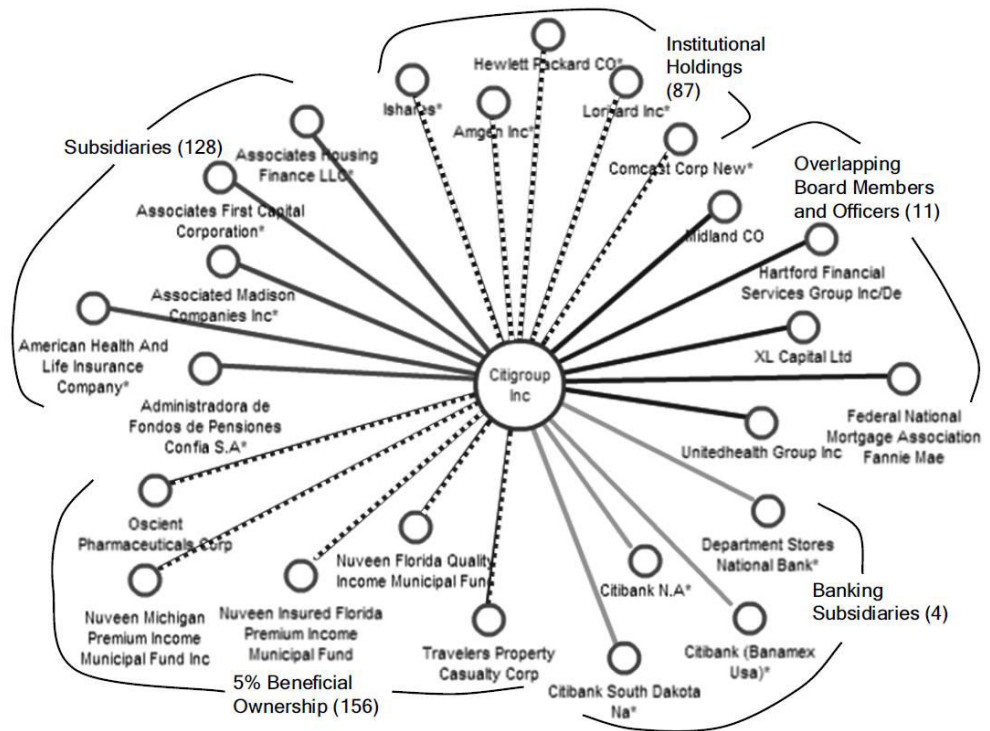 Institutional
Holdings
(87)
Hewlett Packard CO*
Ishares*
Amgen Inc*
Lorillard Inc*
Comcast Corp New*
Subsidiaries (128)
Associates Housing
Finance LLC*
Associates First Capital
Corporation*
Associated Madison
Companies Inc*
American Health And
Life Insurance
Company*
Administradora de
Fondos de Pensiones
Confia S.A*
Overlapping
Board Members
and Officers (11)
Midland CO
Hartford Financial
Services Group Inc/De
XL Capital Ltd
Federal National
Mortgage Association
Fannie Mae
Unitedhealth Group Inc
Citigroup
Inc
Oscient
Pharmaceuticals Corp
Nuveen Michigan
Premium Income
Municipal Fund Inc
Nuveen Insured Florida
Premium Income
Municipal Fund
Nuveen Florida Quality
Income Municipal Fund
Travelers Property
Casualty Corp
5% Beneficial
Ownership (156)
Department Stores
National Bank*
Citibank N.A*
Citibank (Banamex
Usa)*
Citibank South Dakota
Na*
Banking
Subsidiaries (4)